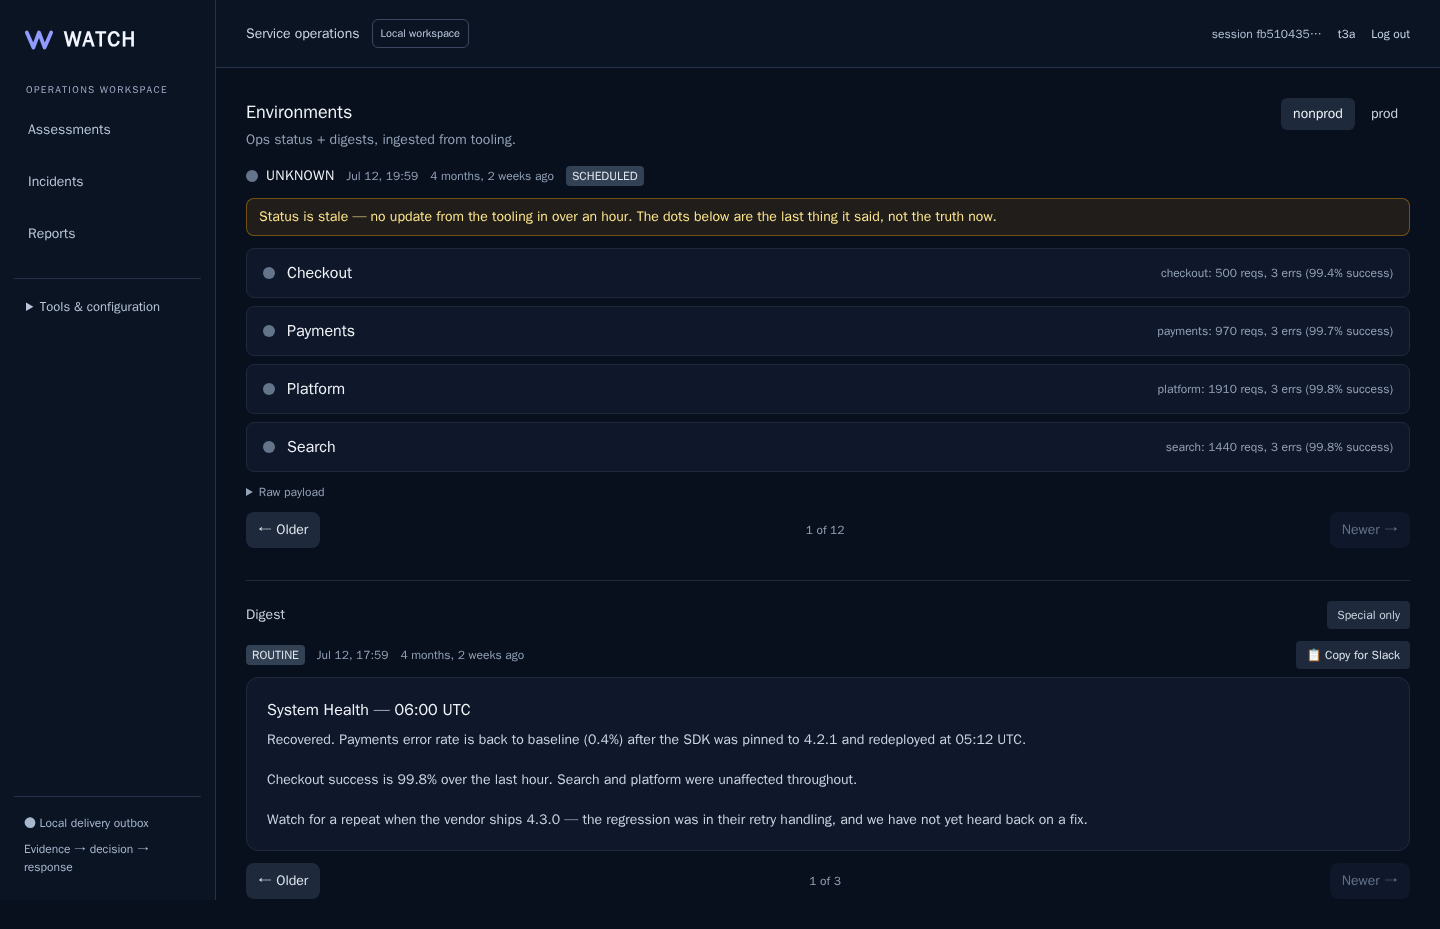 WATCH
OPERATIONS WORKSPACE
Assessments
Incidents
Reports
▶ Tools & configuration
Local delivery outbox
Evidence → decision →
response
Service operations Local workspace session fb510435⋯ t3a Log out
Environments nonprod prod
Ops status + digests, ingested from tooling.
UNKNOWN Jul 12, 19:59 4 months, 2 weeks ago SCHEDULED
Status is stale — no update from the tooling in over an hour. The dots below are the last thing it said, not the truth now.
Checkout checkout: 500 reqs, 3 errs (99.4% success)
Payments payments: 970 reqs, 3 errs (99.7% success)
Platform platform: 1910 reqs, 3 errs (99.8% success)
Search search: 1440 reqs, 3 errs (99.8% success)
▶ Raw payload
← Older 1 of 12 Newer →
Digest Special only
ROUTINE Jul 12, 17:59 4 months, 2 weeks ago 📋 Copy for Slack
System Health — 06:00 UTC
Recovered. Payments error rate is back to baseline (0.4%) after the SDK was pinned to 4.2.1 and redeployed at 05:12 UTC.
Checkout success is 99.8% over the last hour. Search and platform were unaffected throughout.
Watch for a repeat when the vendor ships 4.3.0 — the regression was in their retry handling, and we have not yet heard back on a fix.
← Older 1 of 3 Newer →